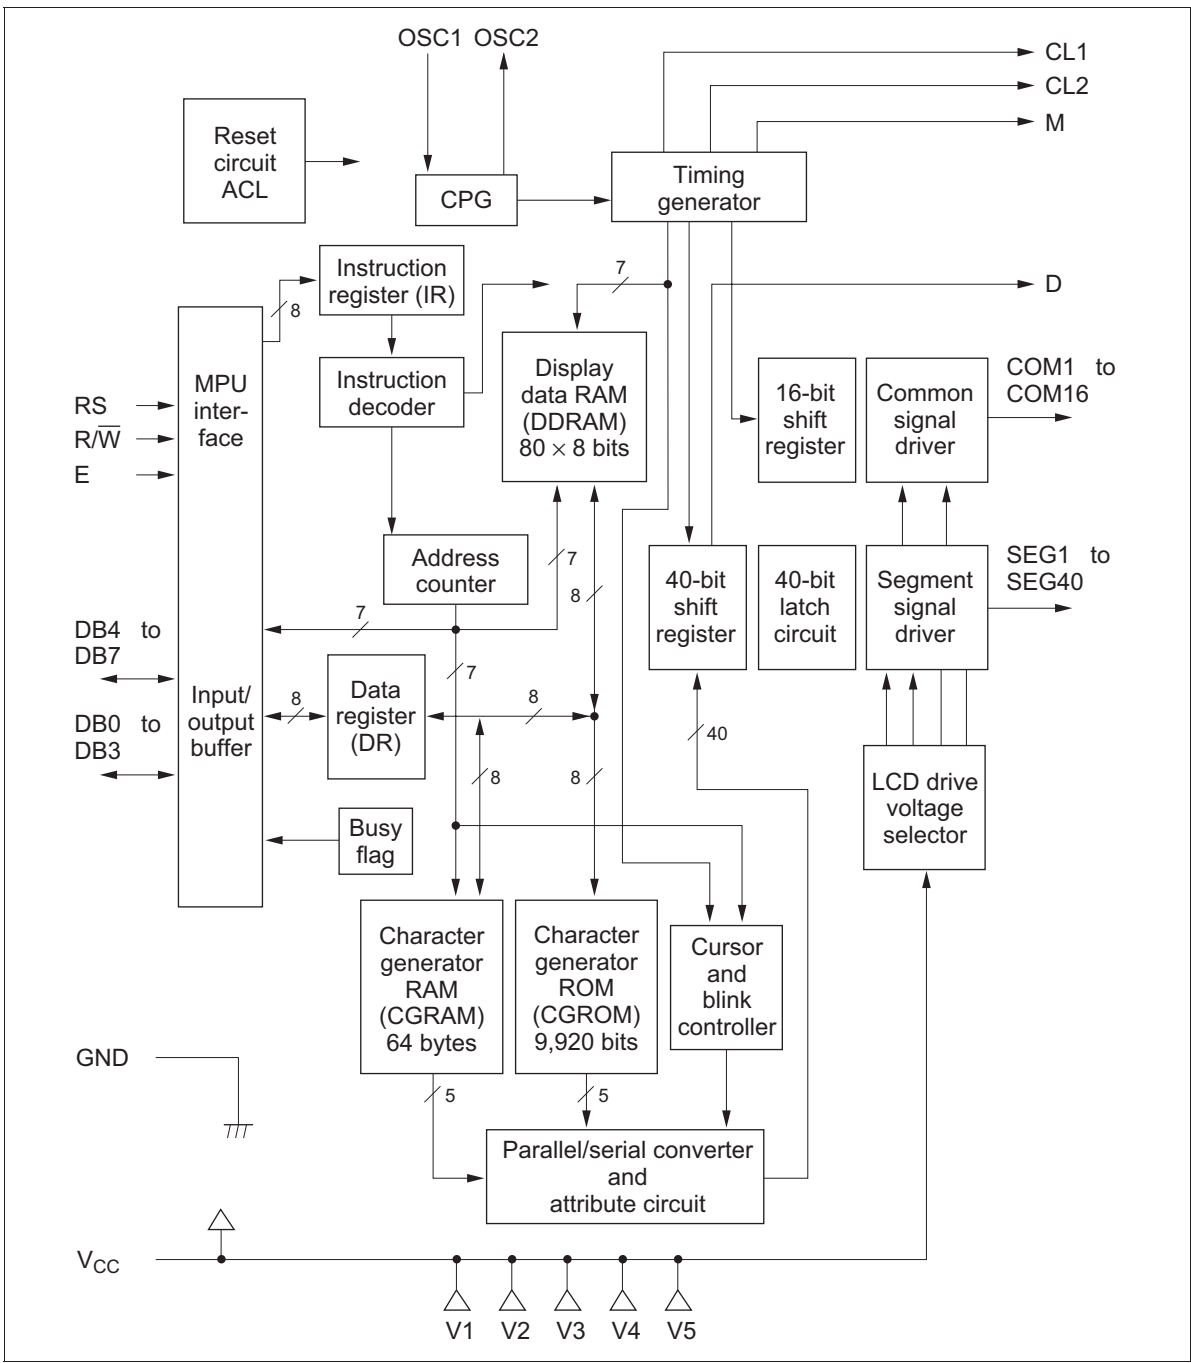 OSC1 OSC2
CL1
CL2
M
Reset
circuit
ACL
CPG
Timing
generator
Instruction
register (IR)
8
7
D
MPU
inter-
face
Instruction
decoder
Display
data RAM
(DDRAM)
80 × 8 bits
16-bit
shift
register
Common
signal
driver
COM1 to
COM16
RS
R/W̅
E
Address
counter
7
8
40-bit
shift
register
40-bit
latch
circuit
Segment
signal
driver
SEG1 to
SEG40
DB4 to
DB7
7
7
Input/
output
buffer
8
Data
register
(DR)
8
DB0 to
DB3
8
8
40
LCD drive
voltage
selector
Busy
flag
Character
generator
RAM
(CGRAM)
64 bytes
Character
generator
ROM
(CGROM)
9,920 bits
Cursor
and
blink
controller
GND
5
5
Parallel/serial converter
and
attribute circuit
VCC
V1 V2 V3 V4 V5